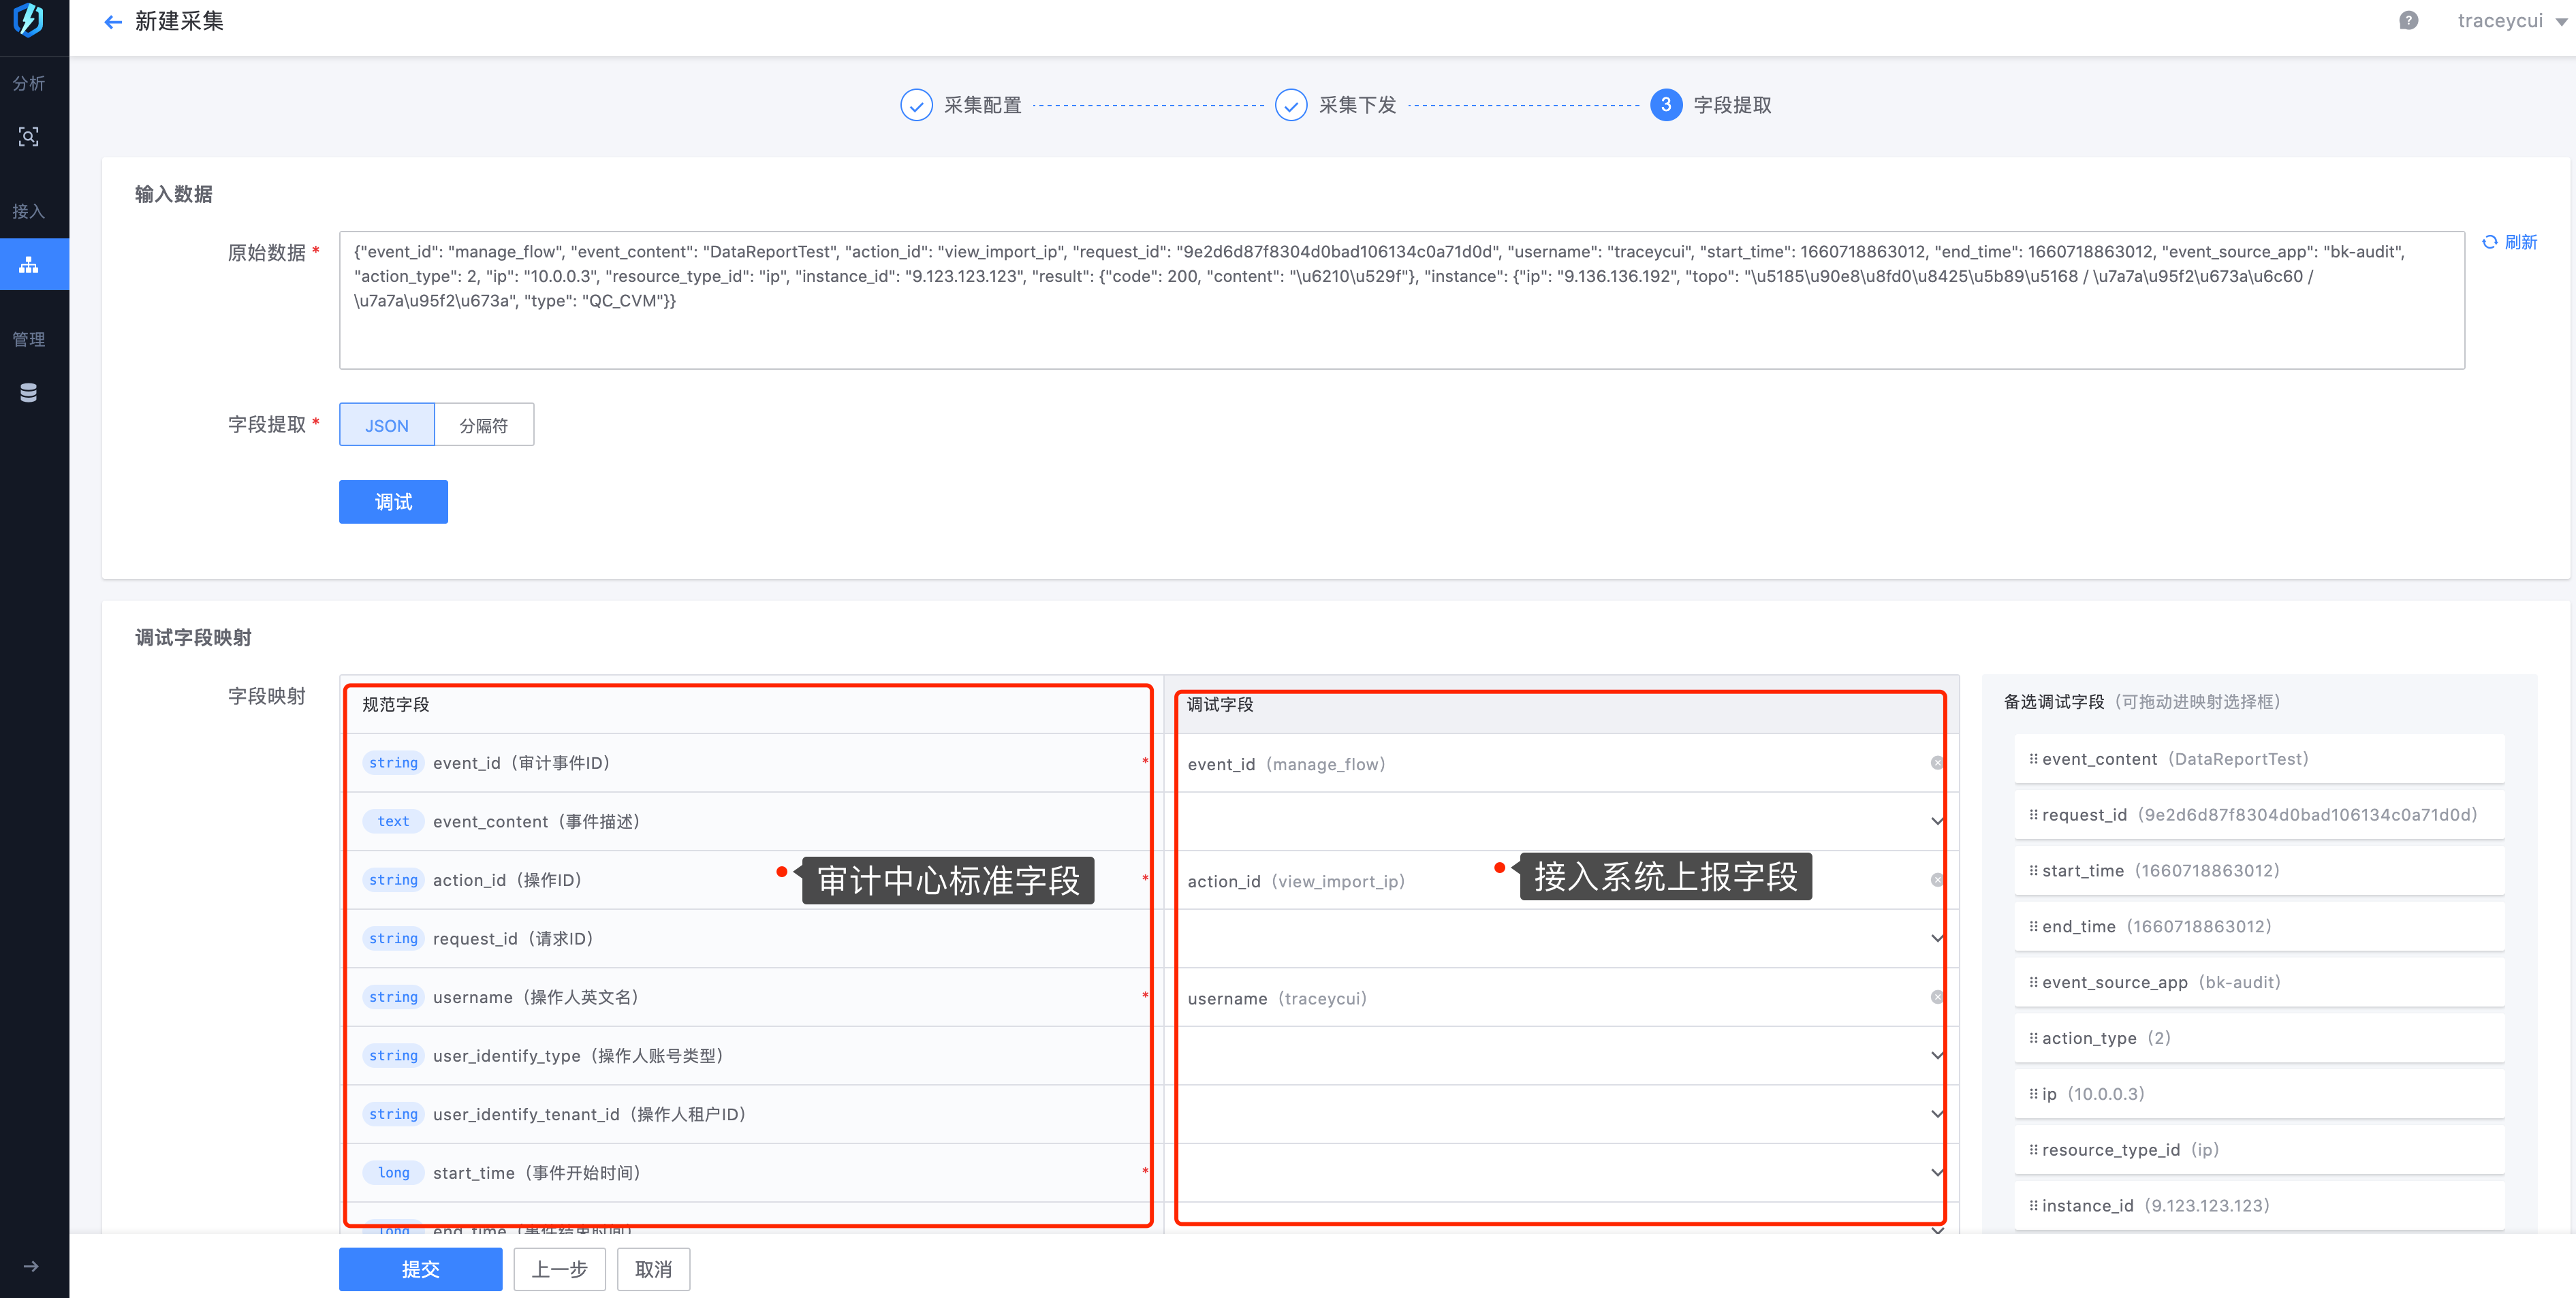 新建采集
traceycui
分析
接入
管理
采集配置
采集下发
3 字段提取
输入数据
原始数据 *
{"event_id": "manage_flow", "event_content": "DataReportTest", "action_id": "view_import_ip", "request_id": "9e2d6d87f8304d0bad106134c0a71d0d", "username": "traceycui", "start_time": 1660718863012, "end_time": 1660718863012, "event_source_app": "bk-audit",
"action_type": 2, "ip": "10.0.0.3", "resource_type_id": "ip", "instance_id": "9.123.123.123", "result": {"code": 200, "content": "\u6210\u529f"}, "instance": {"ip": "9.136.136.192", "topo": "\u5185\u90e8\u8fd0\u8425\u5b89\u5168 / \u7a7a\u95f2\u673a\u6c60 /
\u7a7a\u95f2\u673a", "type": "QC_CVM"}}
刷新
字段提取 *
JSON
分隔符
调试
调试字段映射
字段映射
规范字段
调试字段
string event_id（审计事件ID） *
event_id (manage_flow)
text event_content（事件描述）
string action_id（操作ID） *
审计中心标准字段
action_id (view_import_ip)
接入系统上报字段
string request_id（请求ID）
string username（操作人英文名） *
username (traceycui)
string user_identify_type（操作人账号类型）
string user_identify_tenant_id（操作人租户ID）
long start_time（事件开始时间） *
long end_time（事件结束时间）
备选调试字段（可拖动进映射选择框）
event_content (DataReportTest)
request_id (9e2d6d87f8304d0bad106134c0a71d0d)
start_time (1660718863012)
end_time (1660718863012)
event_source_app (bk-audit)
action_type (2)
ip (10.0.0.3)
resource_type_id (ip)
instance_id (9.123.123.123)
提交
上一步
取消